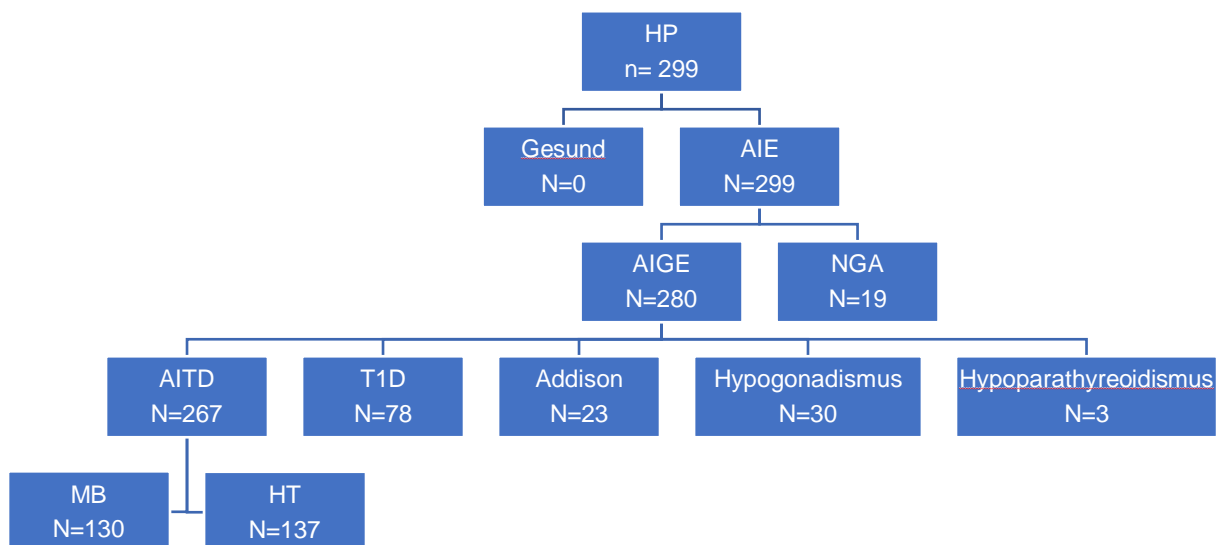 HP
n= 299
Gesund
N=0
AIE
N=299
AIGE
N=280
NGA
N=19
AITD
N=267
T1D
N=78
Addison
N=23
Hypogonadismus
N=30
Hypoparathyreoidismus
N=3
MB
N=130
HT
N=137